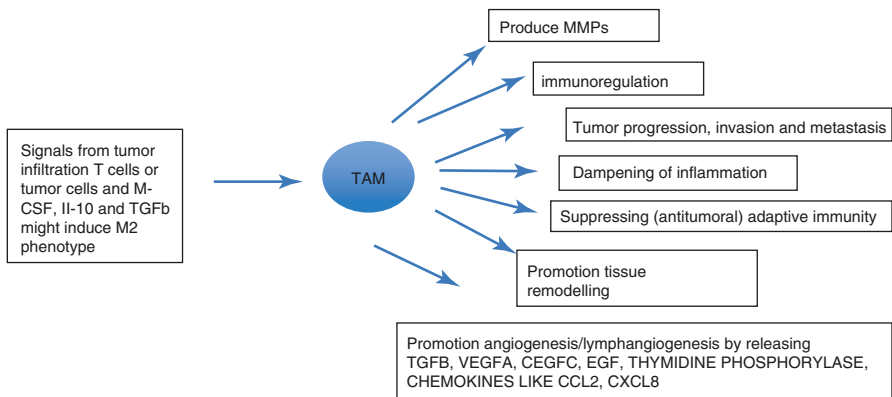 Produce MMPs
immunoregulation
Tumor progression, invasion and metastasis
Signals from tumor
infiltration T cells or
tumor cells and M-
CSF, II-10 and TGFb
might induce M2
phenotype
TAM
Dampening of inflammation
Suppressing (antitumoral) adaptive immunity
Promotion tissue
remodelling
Promotion angiogenesis/lymphangiogenesis by releasing
TGFB, VEGFA, CEGFC, EGF, THYMIDINE PHOSPHORYLASE,
CHEMOKINES LIKE CCL2, CXCL8